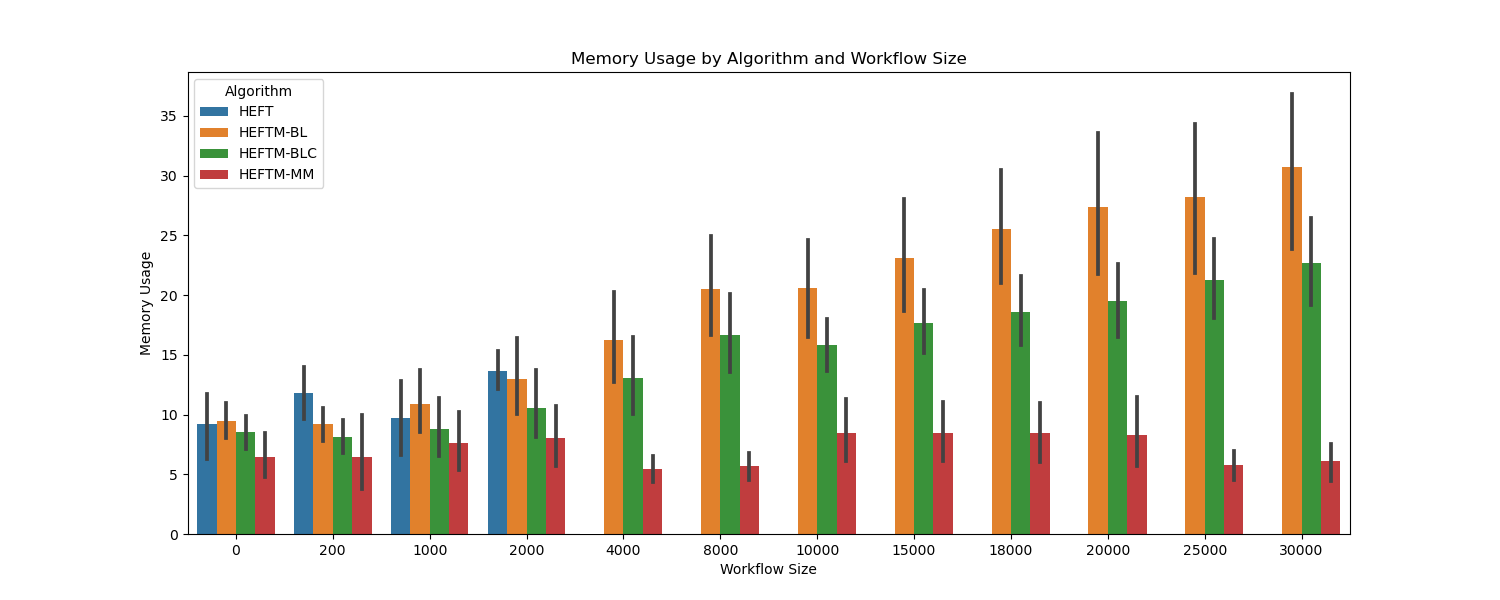 Memory Usage by Algorithm and Workflow Size
Algorithm
HEFT
HEFTM-BL
HEFTM-BLC
HEFTM-MM
Memory Usage
35
30
25
20
15
10
5
0
0 200 1000 2000 4000 8000 10000 15000 18000 20000 25000 30000
Workflow Size